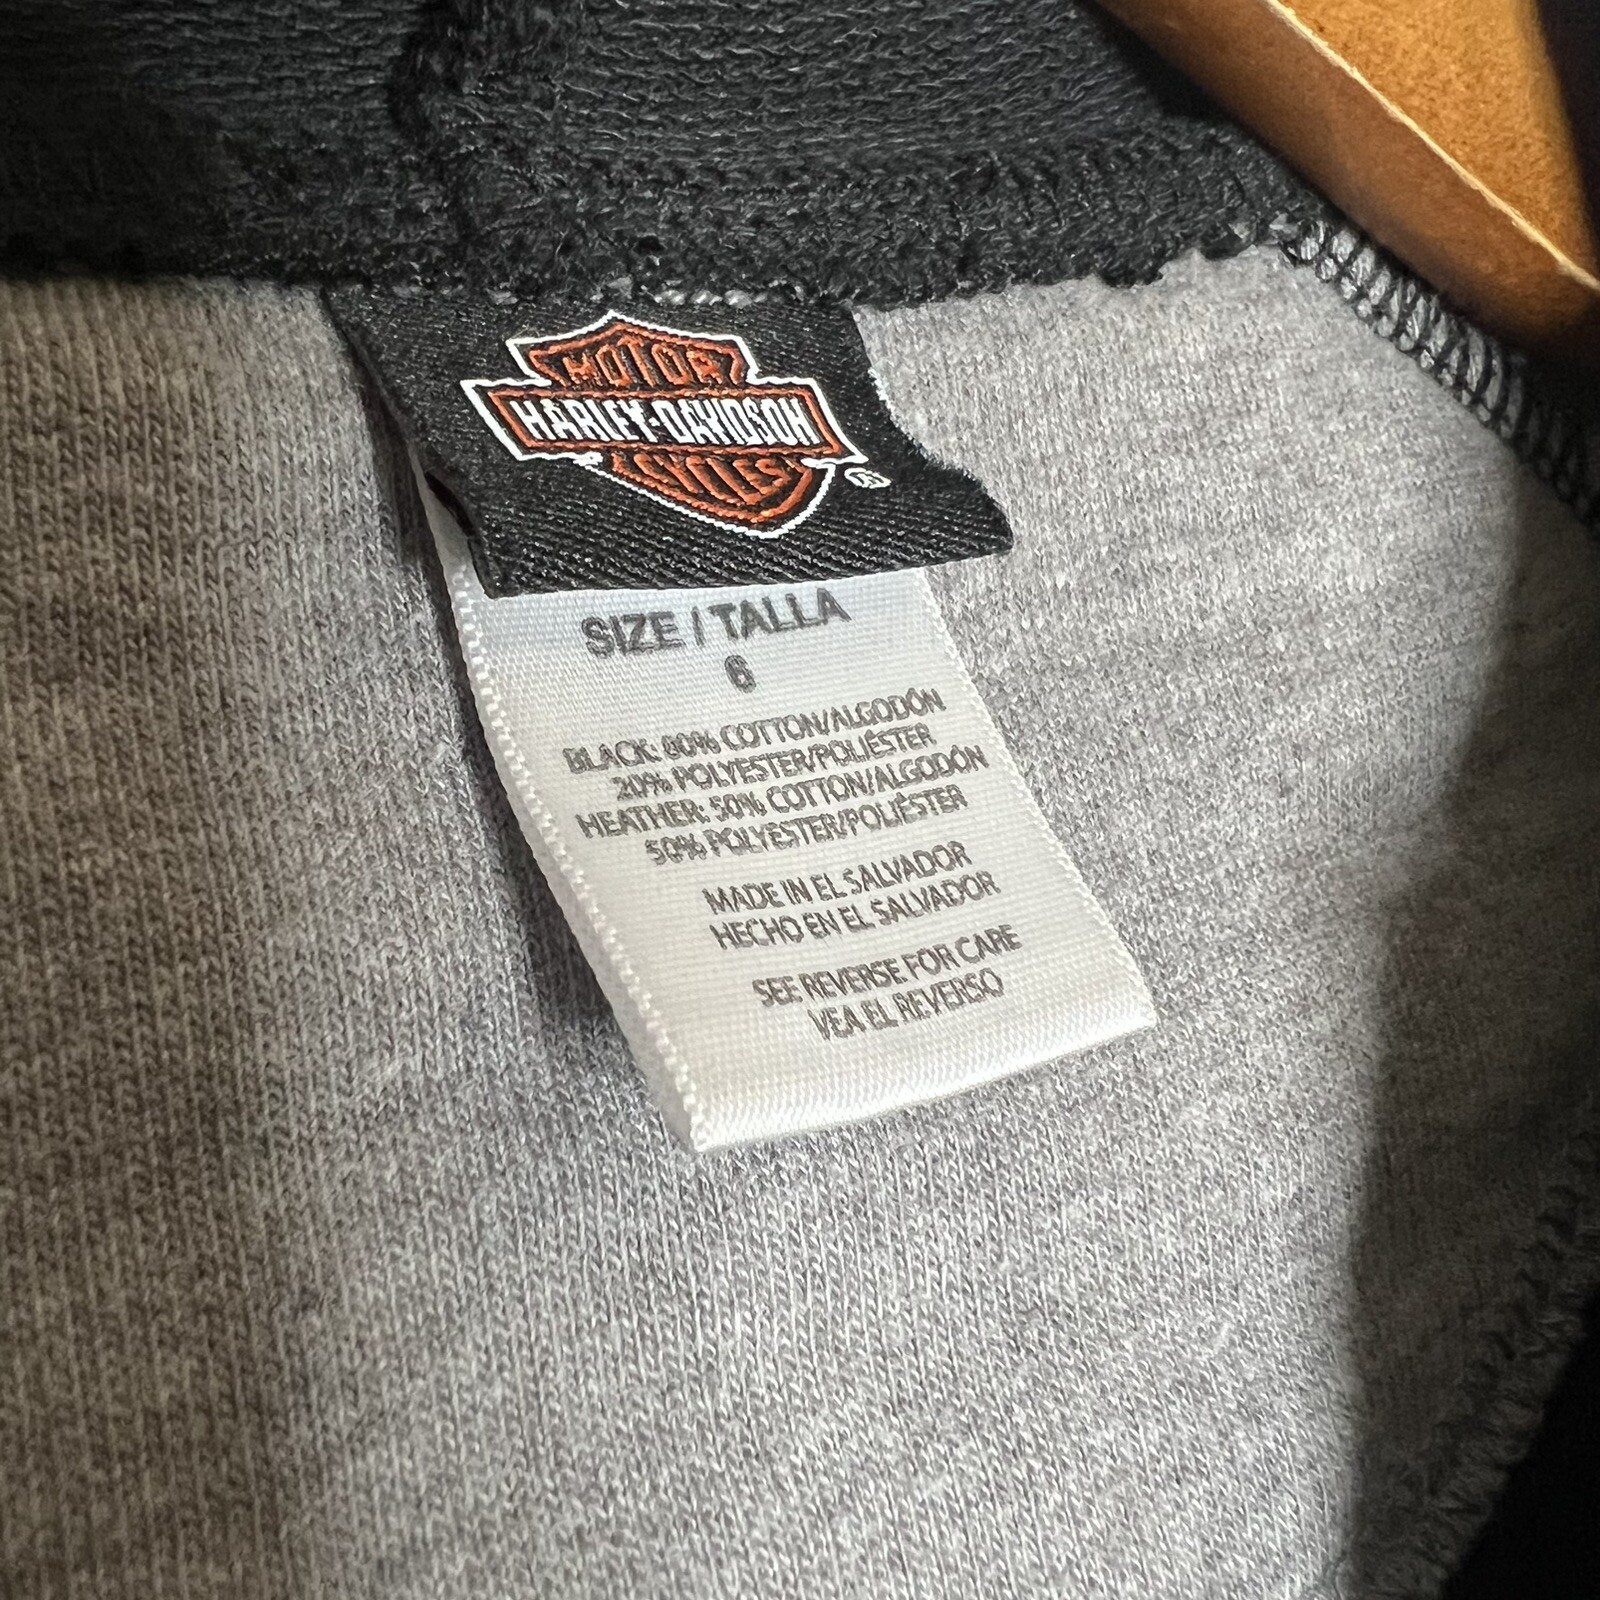 MOTOR
HARLEY-DAVIDSON
CYCLES
®
SIZE / TALLA
6
BLACK: 80% COTTON/ALGODÓN
20% POLYESTER/POLIÉSTER
HEATHER: 50% COTTON/ALGODÓN
50% POLYESTER/POLIÉSTER
MADE IN EL SALVADOR
HECHO EN EL SALVADOR
SEE REVERSE FOR CARE
VEA EL REVERSO